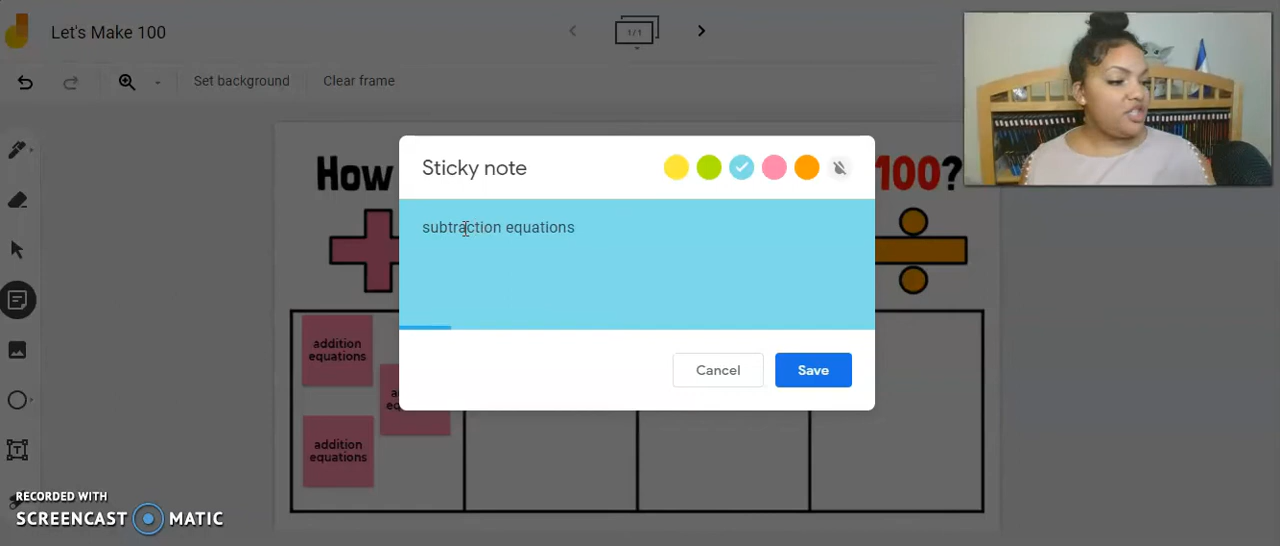 Let's Make 100
1/1
Set background
Clear frame
How
100?
Sticky note
subtraction equations
Cancel
Save
addition
equations
addition
equations
RECORDED WITH
SCREENCAST MATIC